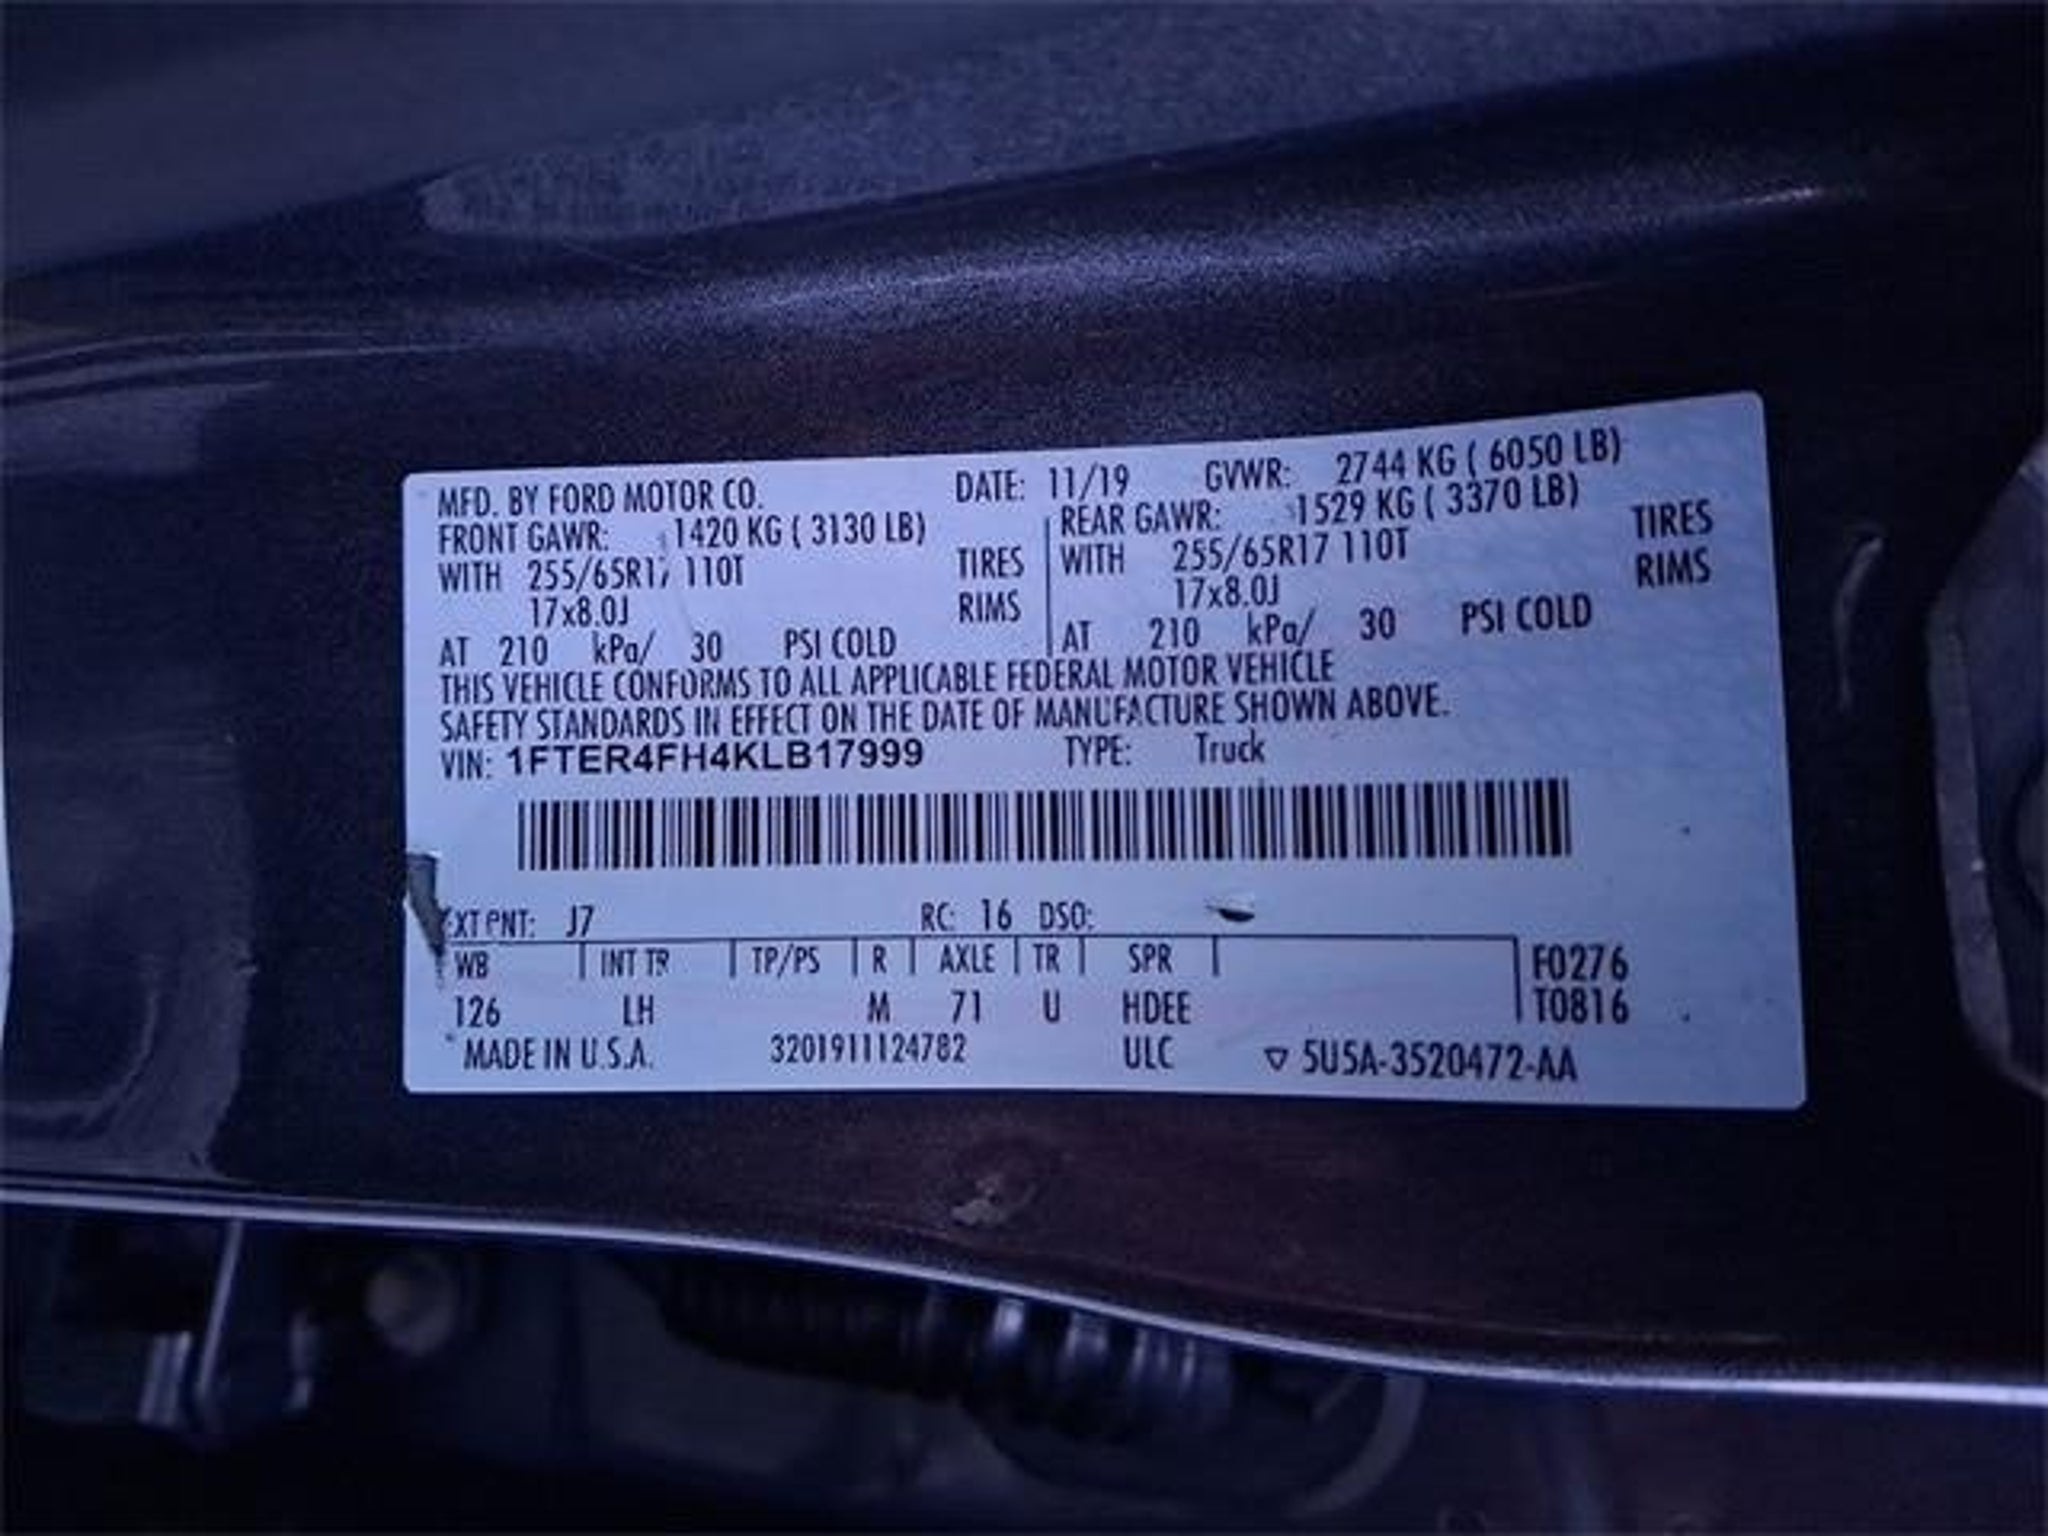 MFD. BY FORD MOTOR CO. DATE: 11/19 GVWR: 2744 KG ( 6050 LB)
FRONT GAWR: 1420 KG ( 3130 LB) REAR GAWR: 1529 KG ( 3370 LB)
WITH 255/65R17 110T TIRES WITH 255/65R17 110T TIRES
17x8.0J RIMS 17x8.0J RIMS
AT 210 kPa/ 30 PSI COLD AT 210 kPa/ 30 PSI COLD
THIS VEHICLE CONFORMS TO ALL APPLICABLE FEDERAL MOTOR VEHICLE
SAFETY STANDARDS IN EFFECT ON THE DATE OF MANUFACTURE SHOWN ABOVE.
VIN: 1FTER4FH4KLB17999 TYPE: Truck
EXT PNT: J7 RC: 16 DSO:
WB INT TR TP/PS R AXLE TR SPR F0276
126 LH M 71 U HDEE T0816
MADE IN U.S.A. 3201911124782 ULC ▽ 5U5A-3520472-AA